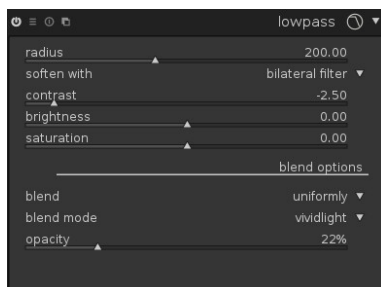 lowpass
radius 200.00
soften with bilateral filter
contrast -2.50
brightness 0.00
saturation 0.00
blend options
blend uniformly
blend mode vividlight
opacity 22%